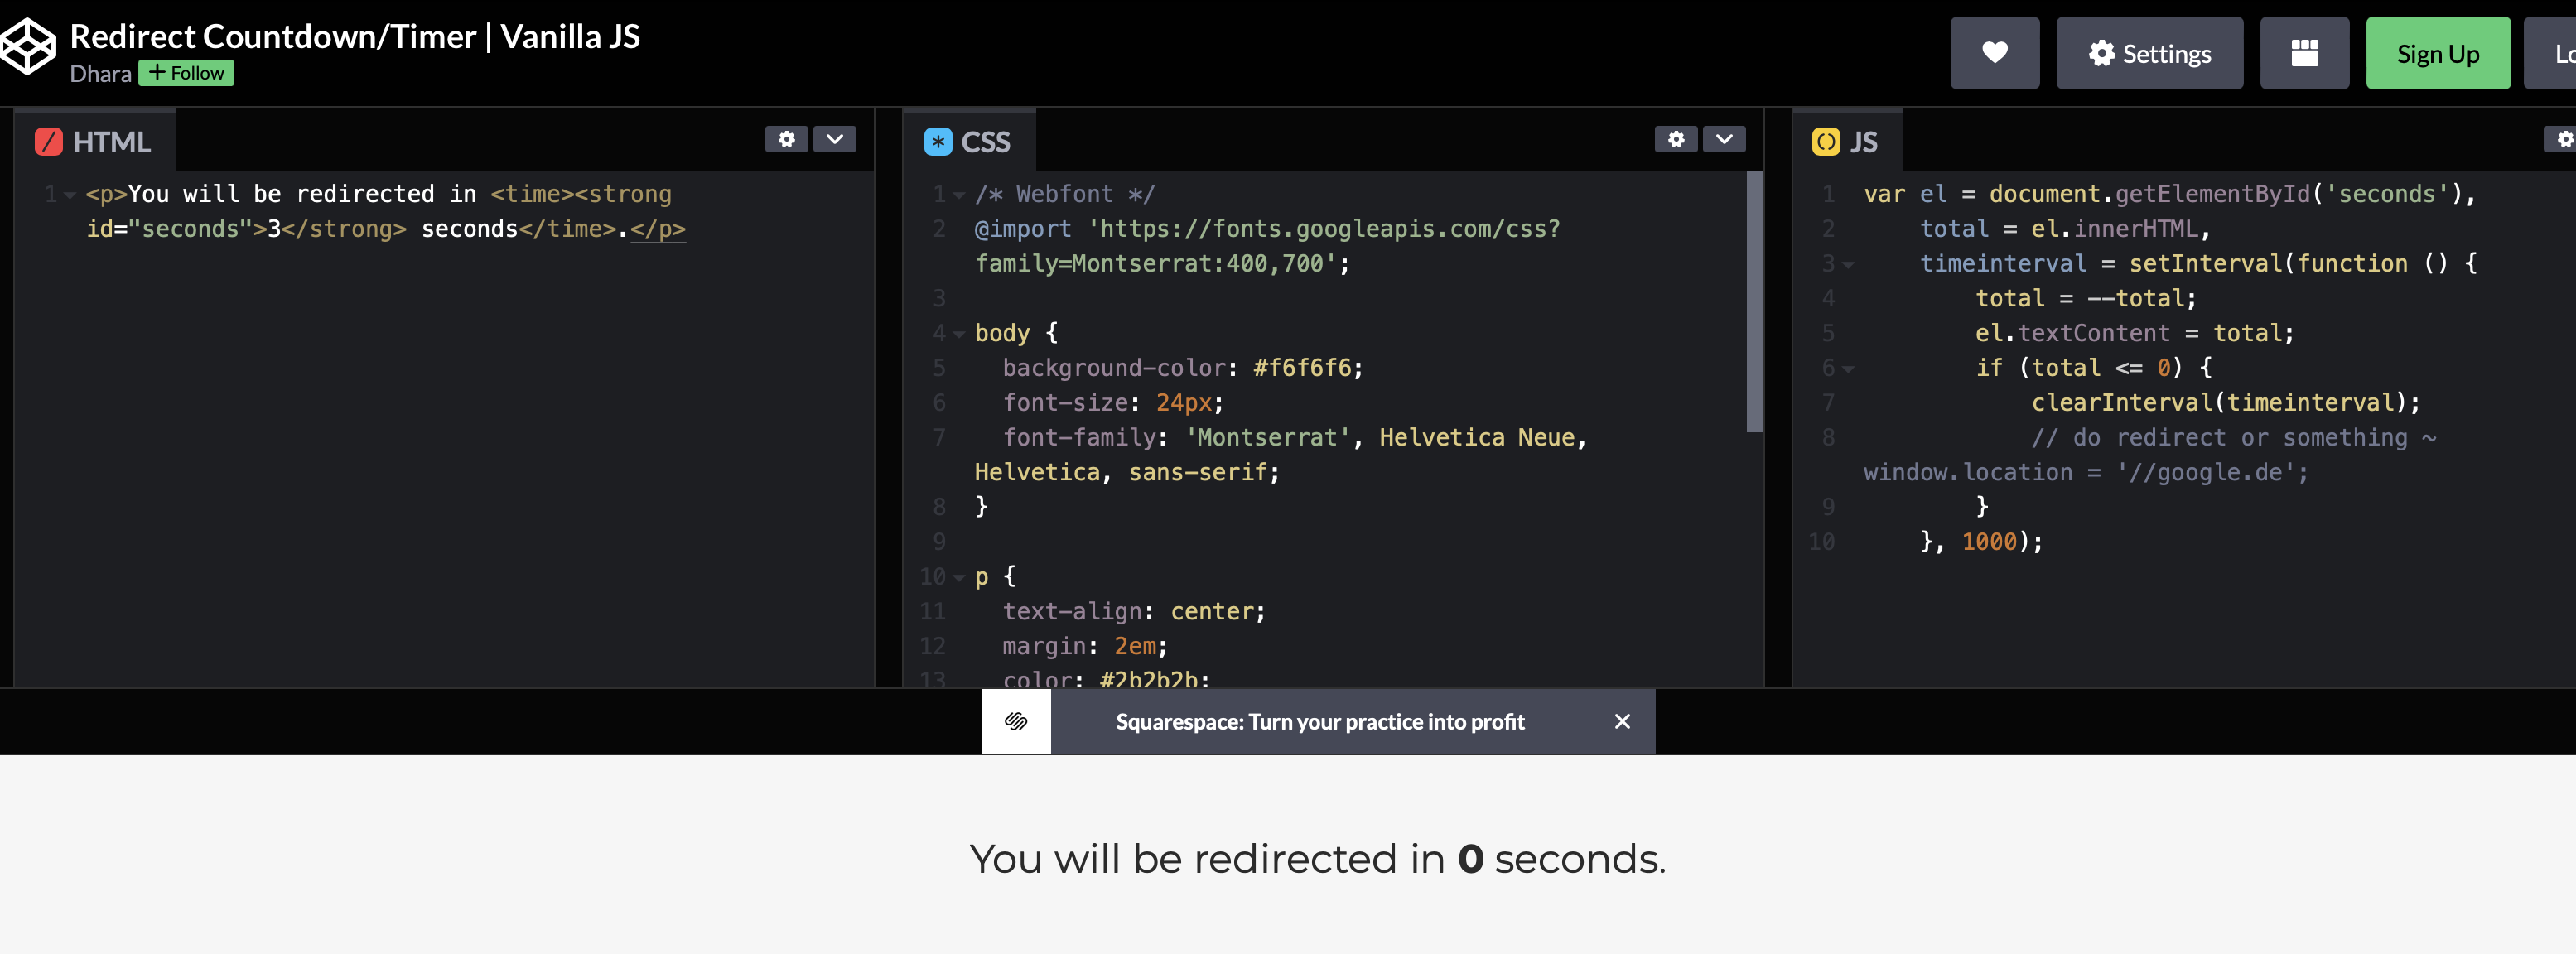 Redirect Countdown/Timer | Vanilla JS
Dhara + Follow
Settings
Sign Up
Lo
HTML
1 <p>You will be redirected in <time><strong
id="seconds">3</strong> seconds</time>.</p>
CSS
1 /* Webfont */
2 @import 'https://fonts.googleapis.com/css?
family=Montserrat:400,700';
3
4 body {
5 background-color: #f6f6f6;
6 font-size: 24px;
7 font-family: 'Montserrat', Helvetica Neue,
Helvetica, sans-serif;
8 }
9
10 p {
11 text-align: center;
12 margin: 2em;
13 color: #2b2b2b;
JS
1 var el = document.getElementById('seconds'),
2 total = el.innerHTML,
3 timeinterval = setInterval(function () {
4 total = --total;
5 el.textContent = total;
6 if (total <= 0) {
7 clearInterval(timeinterval);
8 // do redirect or something ~
window.location = '//google.de';
9 }
10 }, 1000);
Squarespace: Turn your practice into profit
You will be redirected in 0 seconds.